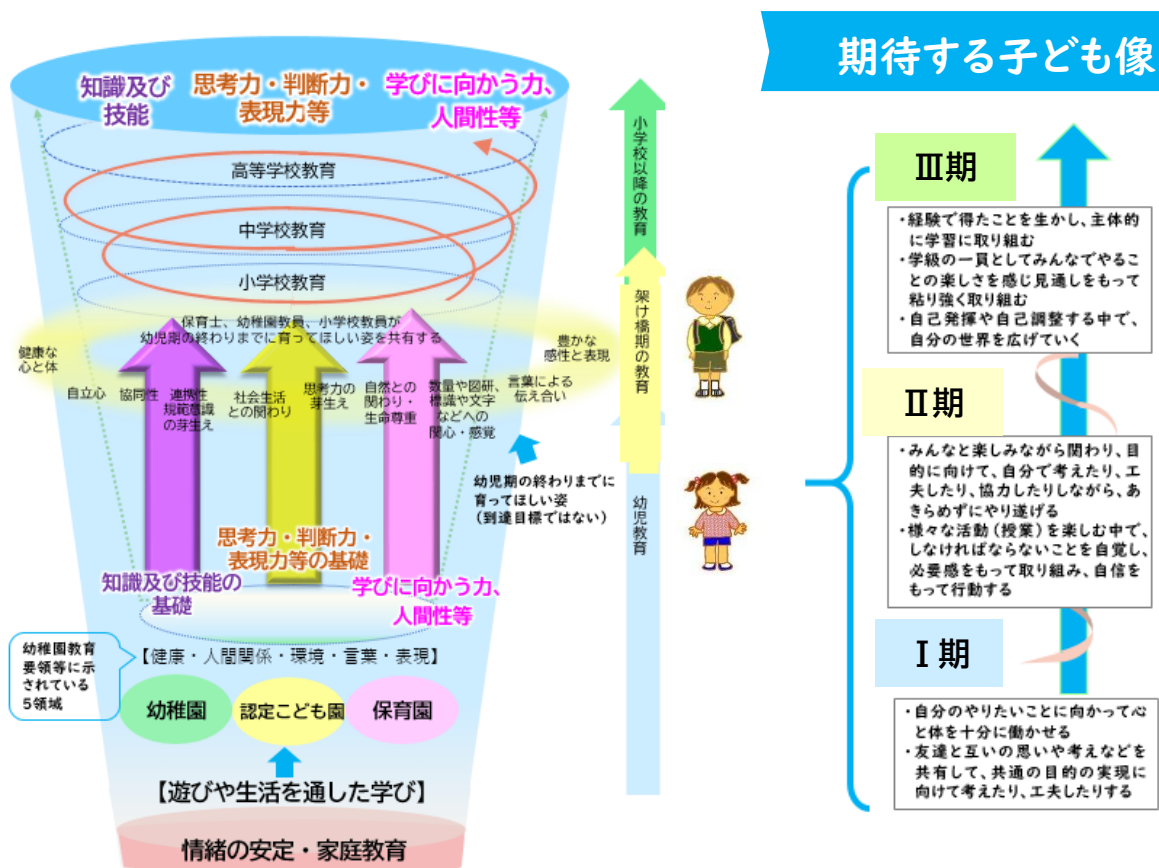 知識及び
技能
思考力・判断力・
表現力等
学びに向かう力、
人間性等
高等学校教育
中学校教育
小学校教育
保育士、幼稚園教員、小学校教員が
幼児期の終わりまでに育ってほしい姿を共有する
健康な
心と体
自立心
協同性
連携性
規範意識
の芽生え
社会生活
との関わり
思考力の
芽生え
自然との
関わり・
生命尊重
数量や図研、
標識や文字
などへの
関心・感覚
言葉による
伝え合い
豊かな
感性と表現
幼児期の終わりまでに
育ってほしい姿
（到達目標ではない）
知識及び技能の
基礎
思考力・判断力・
表現力等の基礎
学びに向かう力、
人間性等
幼稚園教育
要領等に示
されている
5領域
【健康・人間関係・環境・言葉・表現】
幼稚園
認定こども園
保育園
【遊びや生活を通した学び】
情緒の安定・家庭教育
小学校以降の教育
架け橋期の教育
幼児教育
期待する子ども像
Ⅲ期
・経験で得たことを生かし、主体的
に学習に取り組む
・学級の一員としてみんなでやるこ
との楽しさを感じ見通しをもって
粘り強く取り組む
・自己発揮や自己調整する中で、
自分の世界を広げていく
Ⅱ期
・みんなと楽しみながら関わり、目
的に向けて、自分で考えたり、工
夫したり、協力したりしながら、あ
きらめずにやり遂げる
・様々な活動（授業）を楽しむ中で、
しなければならないことを自覚し、
必要感をもって取り組み、自信を
もって行動する
Ⅰ期
・自分のやりたいことに向かって心
と体を十分に働かせる
・友達と互いの思いや考えなどを
共有して、共通の目的の実現に
向けて考えたり、工夫したりする